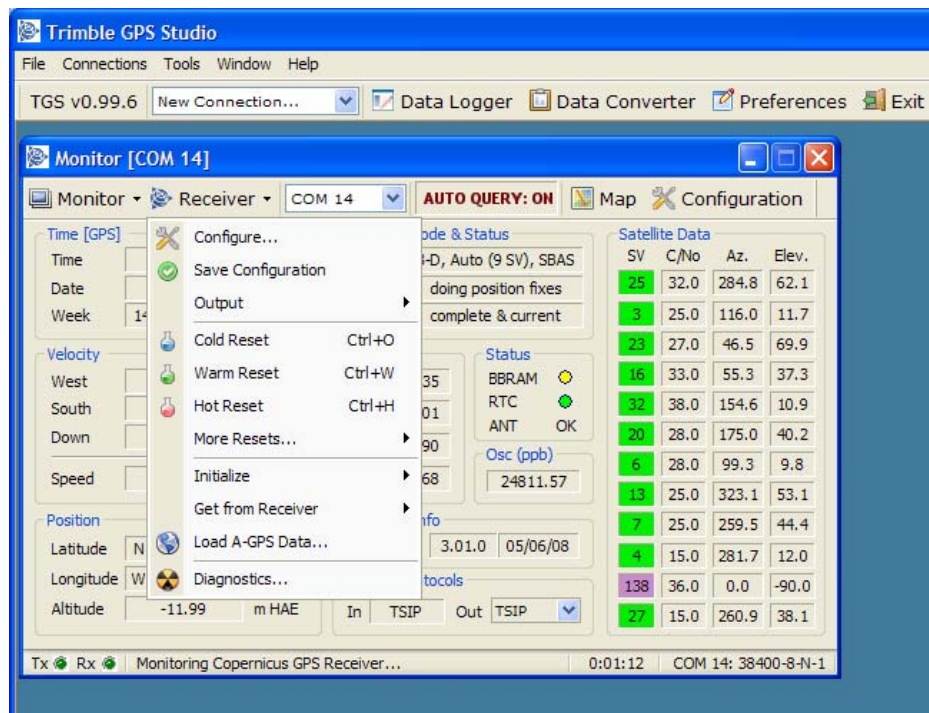 Trimble GPS Studio
File Connections Tools Window Help
TGS v0.99.6 New Connection... Data Logger Data Converter Preferences Exit
Monitor [COM 14]
Monitor Receiver COM 14 AUTO QUERY: ON Map Configuration
Time [GPS]
Time
Date
Week 14
Velocity
West
South
Down
Speed
Position
Latitude N
Longitude W
Altitude -11.99 m HAE
Configure...
Save Configuration
Output
Cold Reset Ctrl+O
Warm Reset Ctrl+W
Hot Reset Ctrl+H
More Resets...
Initialize
Get from Receiver
Load A-GPS Data...
Diagnostics...
ode & Status
-D, Auto (9 SV), SBAS
doing position fixes
complete & current
35
01
90
68
Status
BBRAM
RTC
ANT OK
Osc (ppb)
24811.57
nfo
3.01.0 05/06/08
tocols
In TSIP Out TSIP
Satellite Data
SV C/No Az. Elev.
25 32.0 284.8 62.1
3 25.0 116.0 11.7
23 27.0 46.5 69.9
16 33.0 55.3 37.3
32 38.0 154.6 10.9
20 28.0 175.0 40.2
6 28.0 99.3 9.8
13 25.0 323.1 53.1
7 25.0 259.5 44.4
4 15.0 281.7 12.0
138 36.0 0.0 -90.0
27 15.0 260.9 38.1
Tx Rx Monitoring Copernicus GPS Receiver... 0:01:12 COM 14: 38400-8-N-1